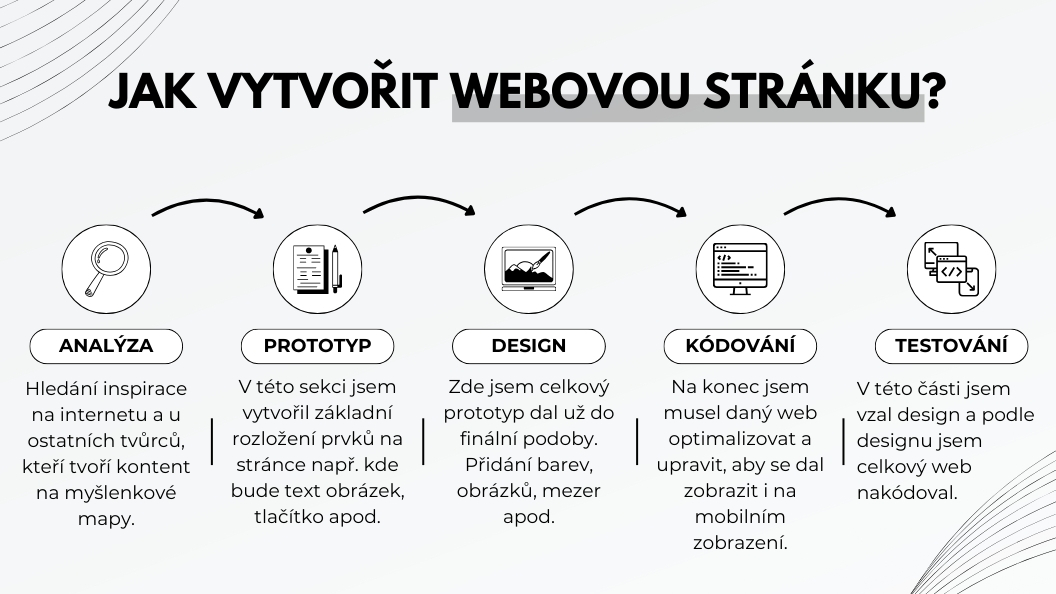 JAK VYTVOŘIT WEBOVOU STRÁNKU?
ANALÝZA
Hledání inspirace
na internetu a u
ostatních tvůrců,
kteří tvoří kontent
na myšlenkové
mapy.
PROTOTYP
V této sekci jsem
vytvořil základní
rozložení prvků na
stránce např. kde
bude text obrázek,
tlačítko apod.
DESIGN
Zde jsem celkový
prototyp dal už do
finální podoby.
Přidání barev,
obrázků, mezer
apod.
KÓDOVÁNÍ
Na konec jsem
musel daný web
optimalizovat a
upravit, aby se dal
zobrazit i na
mobilním
zobrazení.
TESTOVÁNÍ
V této části jsem
vzal design a podle
designu jsem
celkový web
nakódoval.